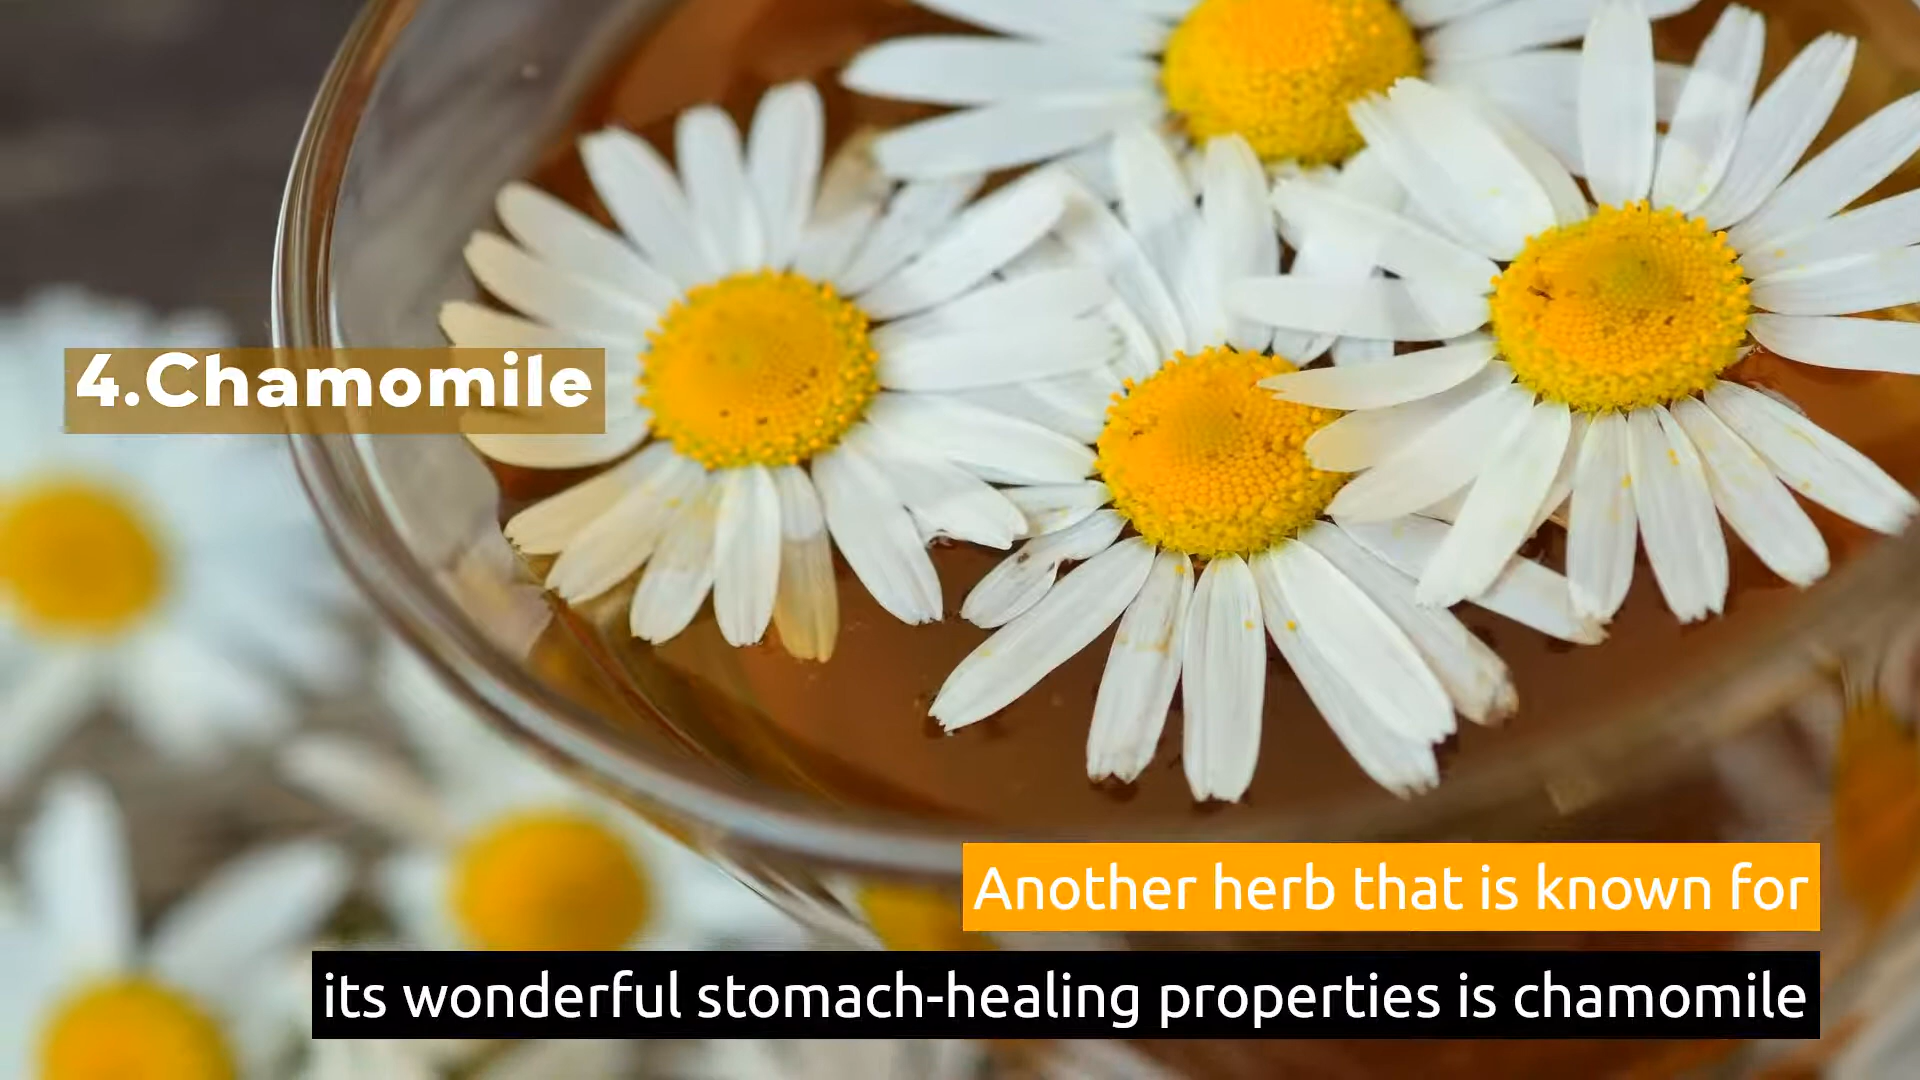 4.Chamomile
Another herb that is known for
its wonderful stomach-healing properties is chamomile